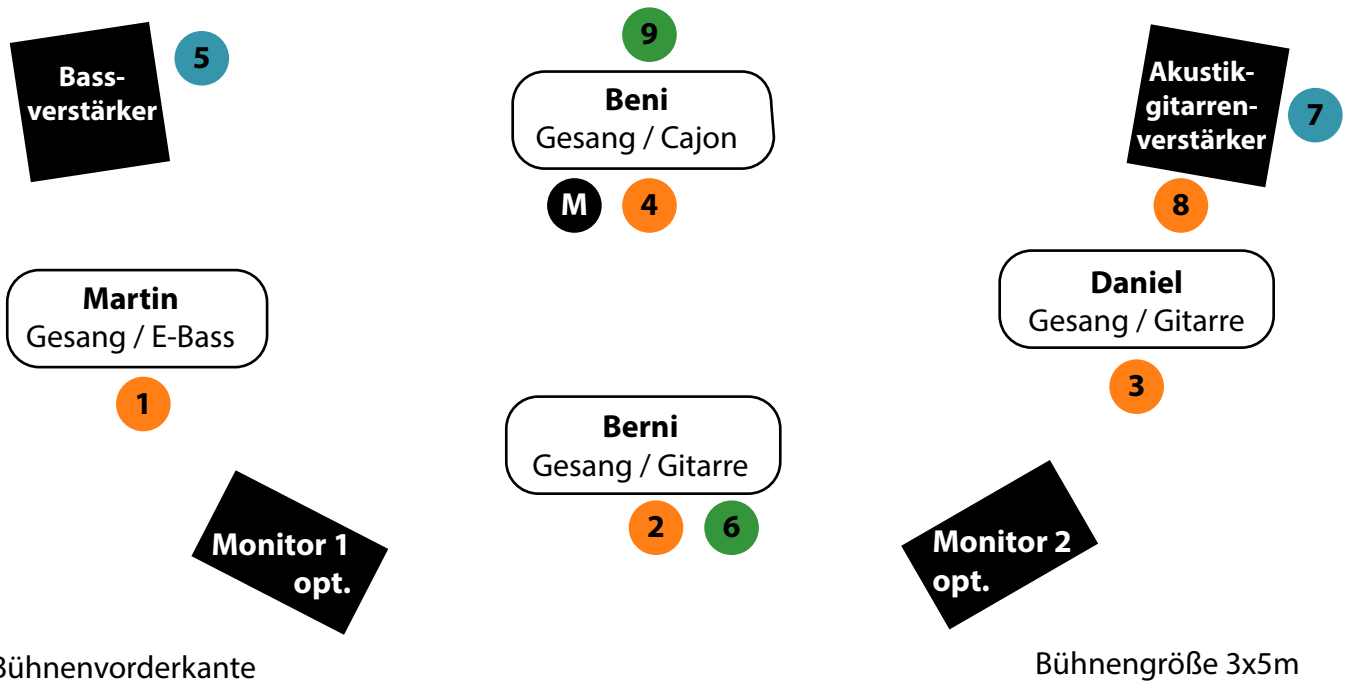 Bass-
verstärker
5
9
Beni
Gesang / Cajon
M
4
Akustik-
gitarren-
verstärker
7
8
Martin
Gesang / E-Bass
1
Daniel
Gesang / Gitarre
3
Berni
Gesang / Gitarre
2
6
Monitor 1
opt.
Monitor 2
opt.
Bühnenvorderkante
Bühnengröße 3x5m